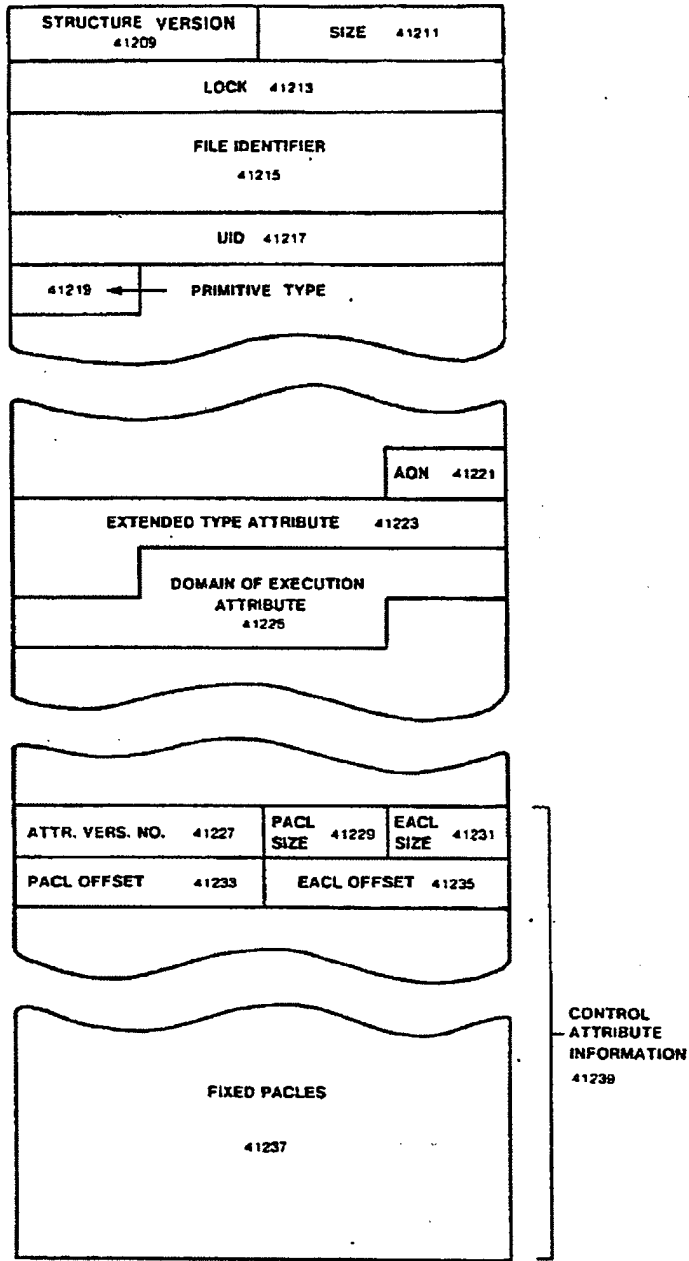 STRUCTURE VERSION
41209
SIZE 41211
LOCK 41213
FILE IDENTIFIER
41215
UID 41217
41219 PRIMITIVE TYPE
AON 41221
EXTENDED TYPE ATTRIBUTE 41223
DOMAIN OF EXECUTION
ATTRIBUTE
41225
ATTR. VERS. NO. 41227
PACL
SIZE 41229
EACL
SIZE 41231
PACL OFFSET 41233
EACL OFFSET 41235
CONTROL
ATTRIBUTE
INFORMATION
41239
FIXED PACLES
41237